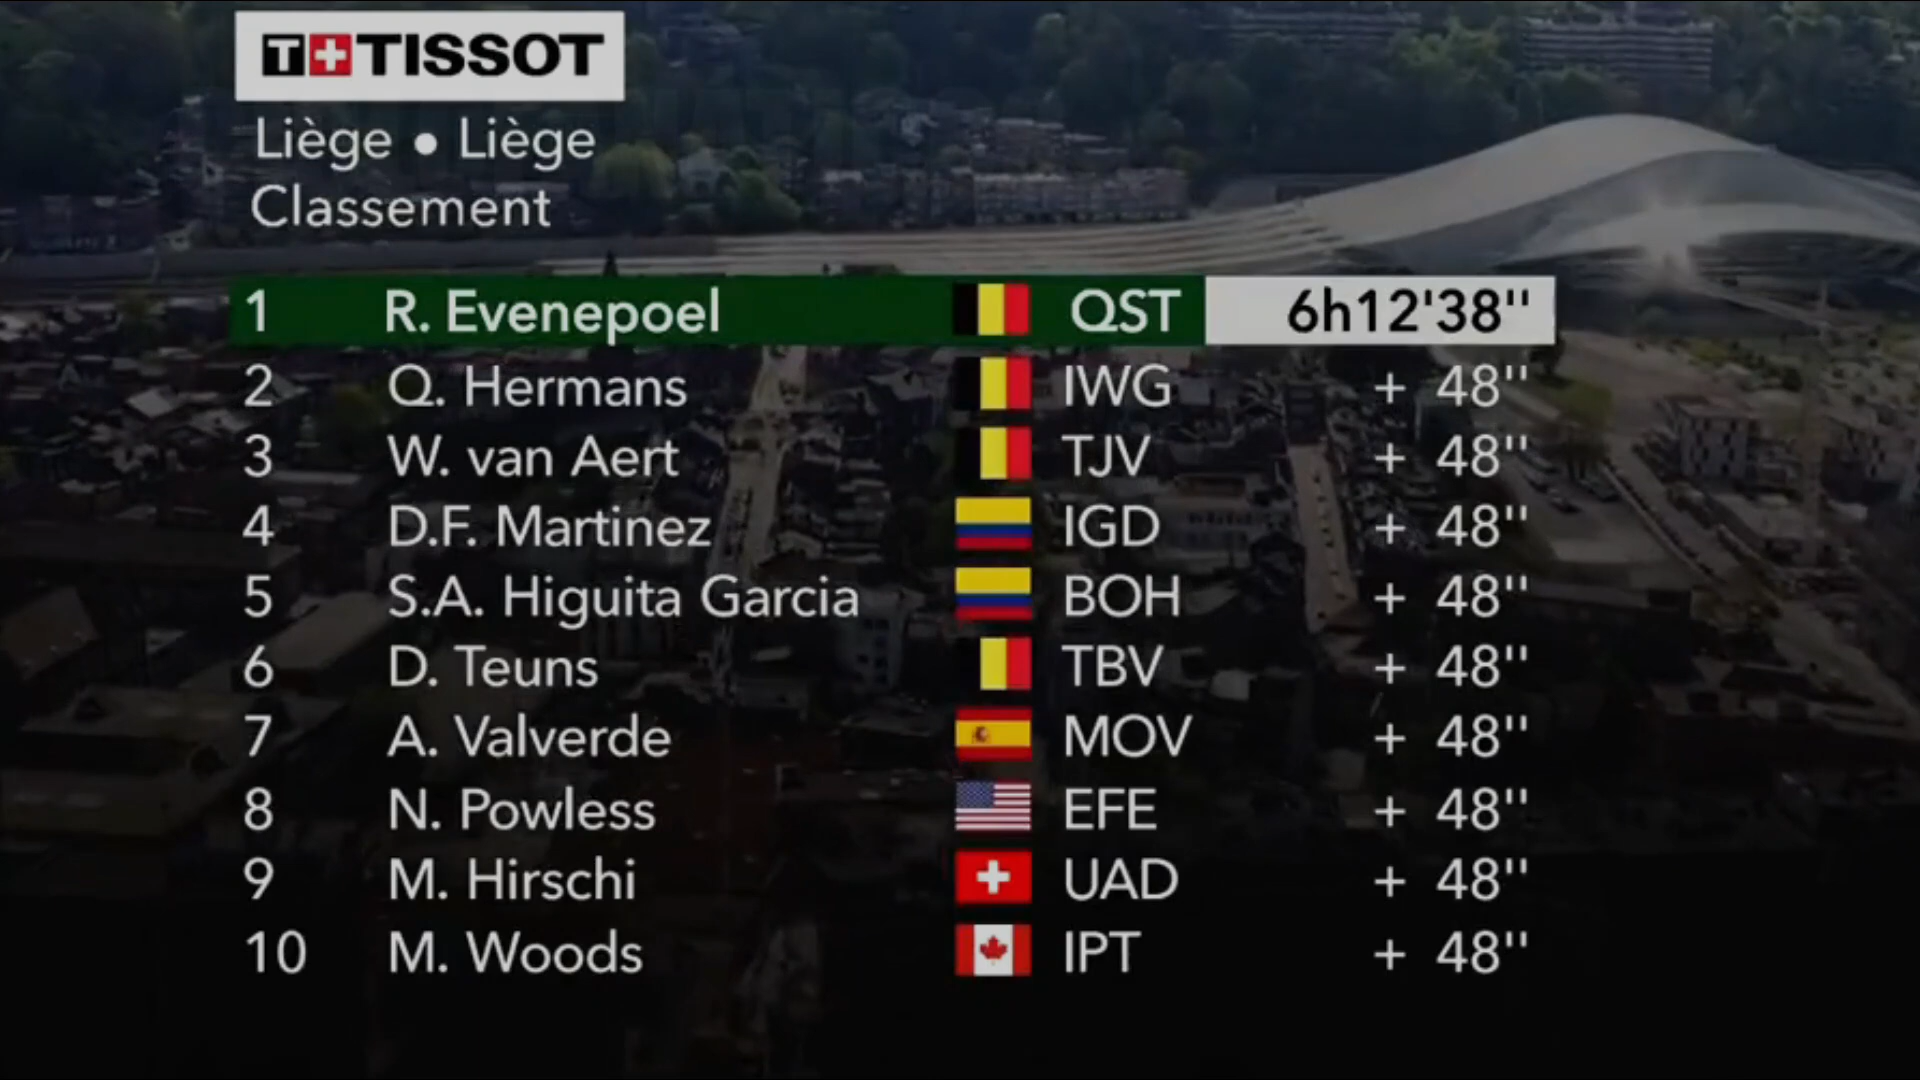 T+TISSOT
Liège • Liège
Classement
1 R. Evenepoel QST 6h12'38''
2 Q. Hermans IWG + 48''
3 W. van Aert TJV + 48''
4 D.F. Martinez IGD + 48''
5 S.A. Higuita Garcia BOH + 48''
6 D. Teuns TBV + 48''
7 A. Valverde MOV + 48''
8 N. Powless EFE + 48''
9 M. Hirschi UAD + 48''
10 M. Woods IPT + 48''